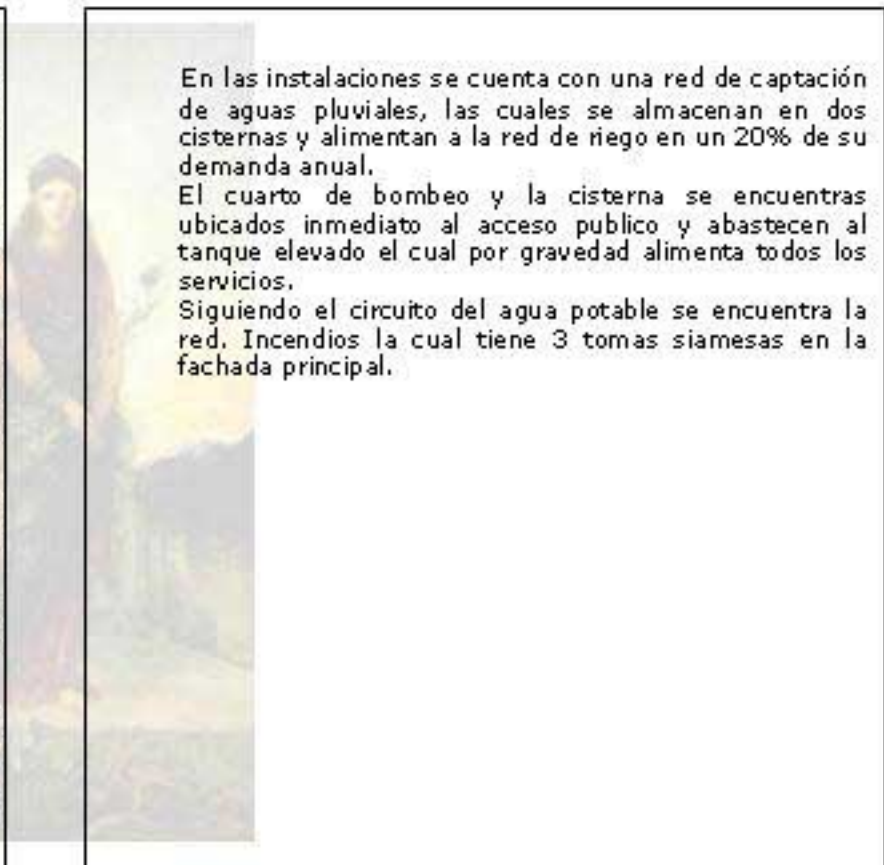 En las instalaciones se cuenta con una red de captación
de aguas pluviales, las cuales se almacenan en dos
cisternas y alimentan a la red de riego en un 20% de su
demanda anual.
El cuarto de bombeo y la cisterna se encuentras
ubicados inmediato al acceso publico y abastecen al
tanque elevado el cual por gravedad alimenta todos los
servicios.
Siguiendo el circuito del agua potable se encuentra la
red. Incendios la cual tiene 3 tomas siamesas en la
fachada principal.